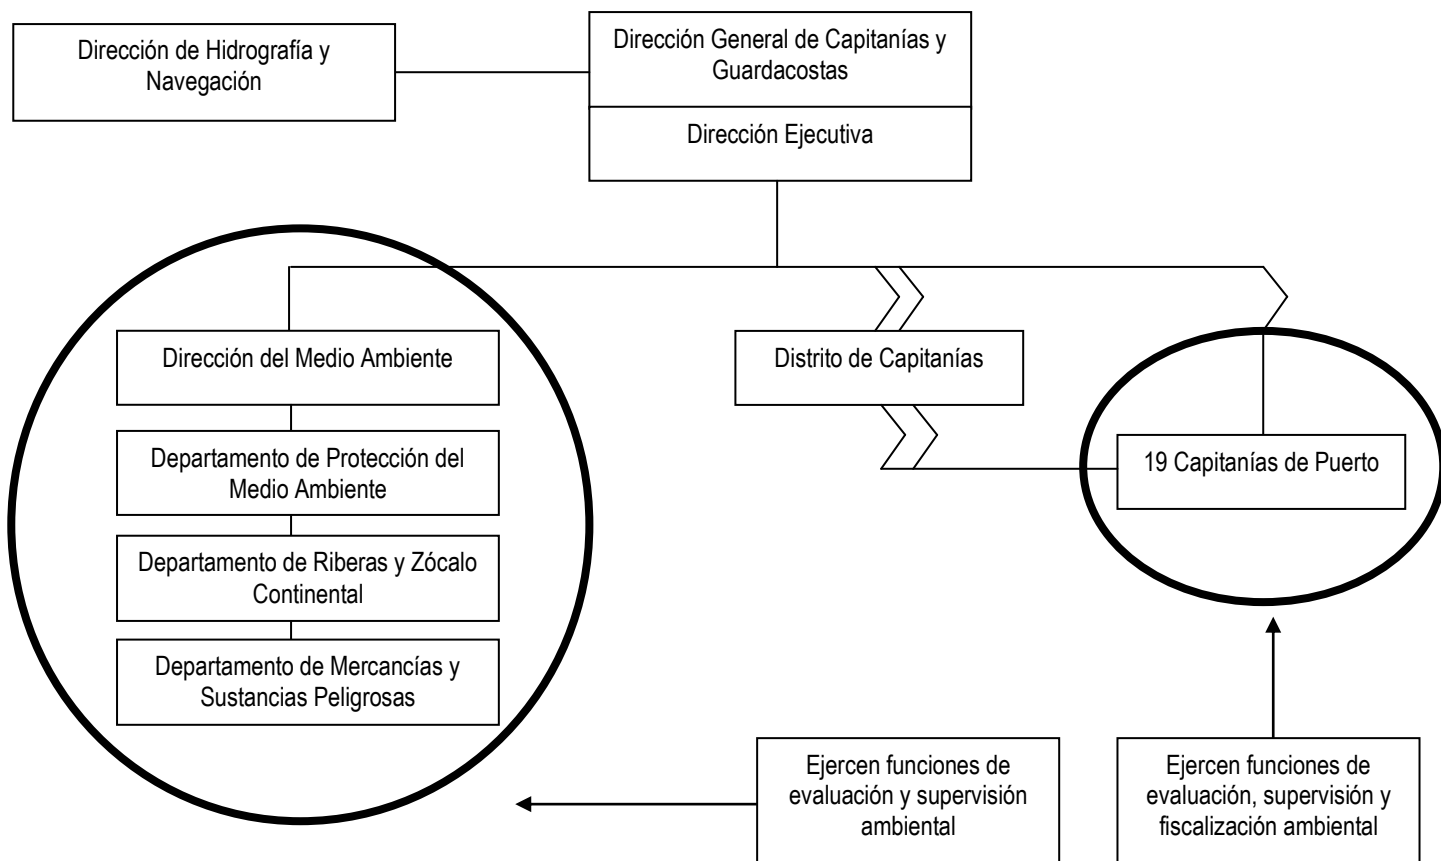 Dirección de Hidrografía y
Navegación
Dirección General de Capitanías y
Guardacostas
Dirección Ejecutiva
Dirección del Medio Ambiente
Distrito de Capitanías
Departamento de Protección del
Medio Ambiente
19 Capitanías de Puerto
Departamento de Riberas y Zócalo
Continental
Departamento de Mercancías y
Sustancias Peligrosas
Ejercen funciones de
evaluación y supervisión
ambiental
Ejercen funciones de
evaluación, supervisión y
fiscalización ambiental